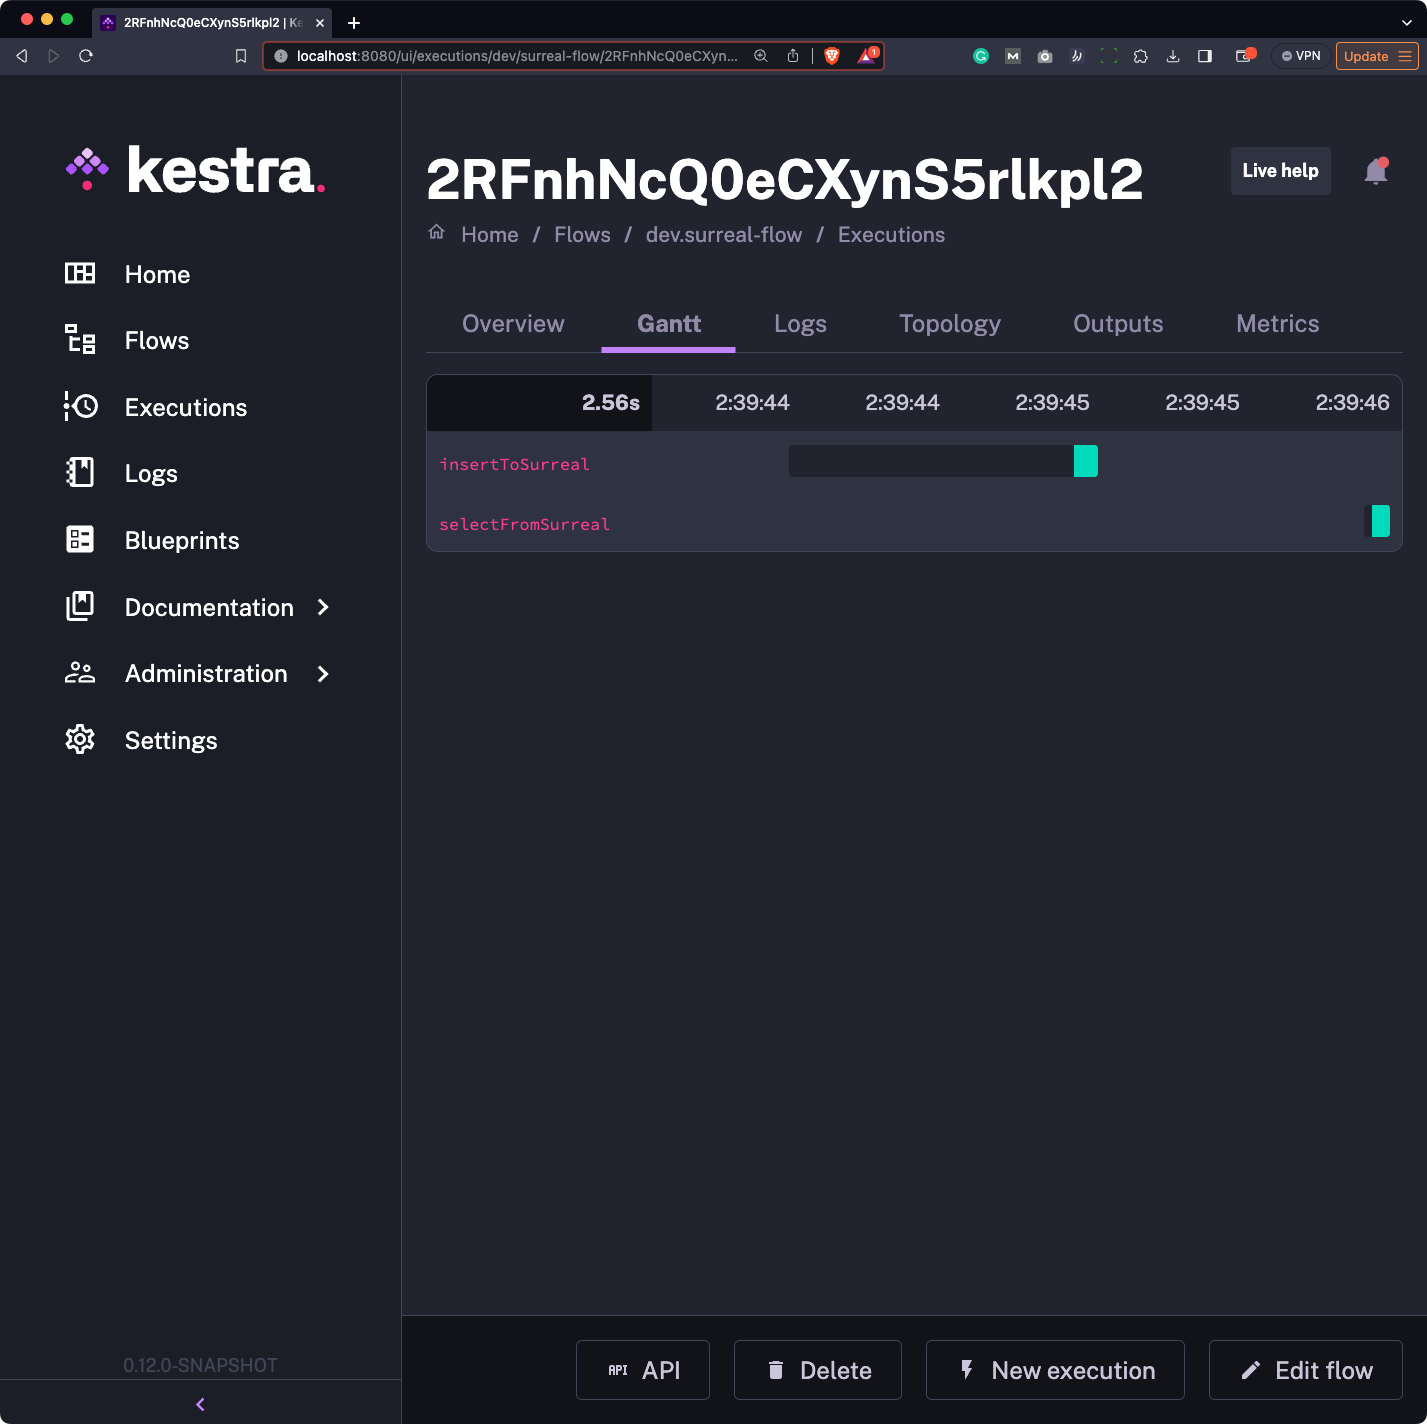 2RFnhNcQ0eCXynS5rlkpl2 | Ke
localhost:8080/ui/executions/dev/surreal-flow/2RFnhNcQ0eCXyn...
1
VPN
Update
kestra.
Home
Flows
Executions
Logs
Blueprints
Documentation
Administration
Settings
0.12.0-SNAPSHOT
2RFnhNcQ0eCXynS5rlkpl2
Live help
Home / Flows / dev.surreal-flow / Executions
Overview Gantt Logs Topology Outputs Metrics
2.56s 2:39:44 2:39:44 2:39:45 2:39:45 2:39:46
insertToSurreal
selectFromSurreal
API API Delete New execution Edit flow